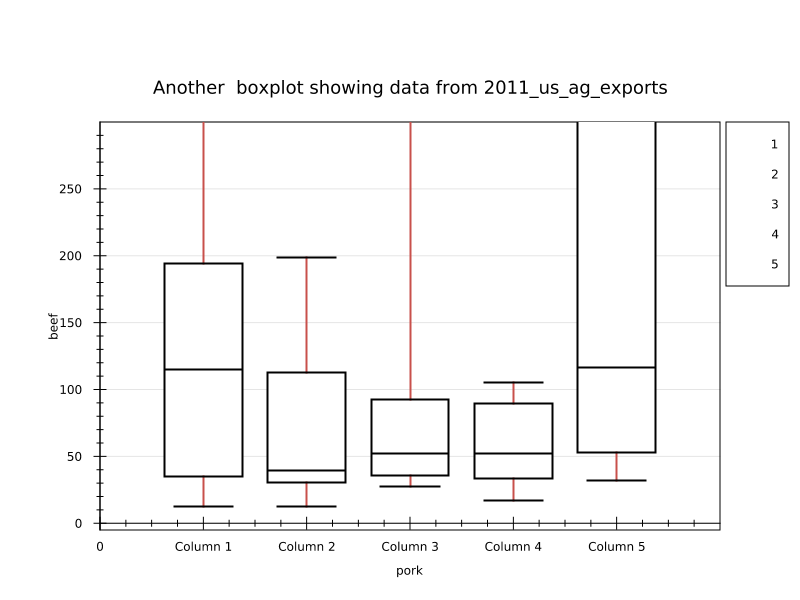 Another  boxplot showing data from 2011_us_ag_exports
250
200
150
100
50
0
beef
0 Column 1 Column 2 Column 3 Column 4 Column 5
pork
1
2
3
4
5